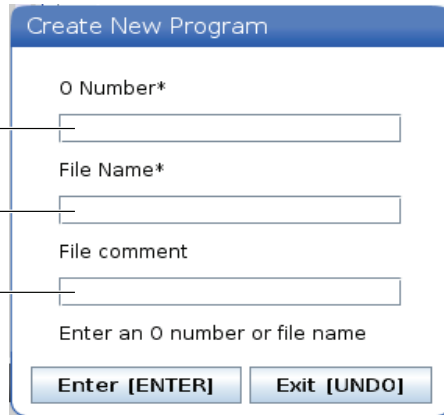 Create New Program
O Number*
File Name*
File comment
Enter an O number or file name
Enter [ENTER] Exit [UNDO]